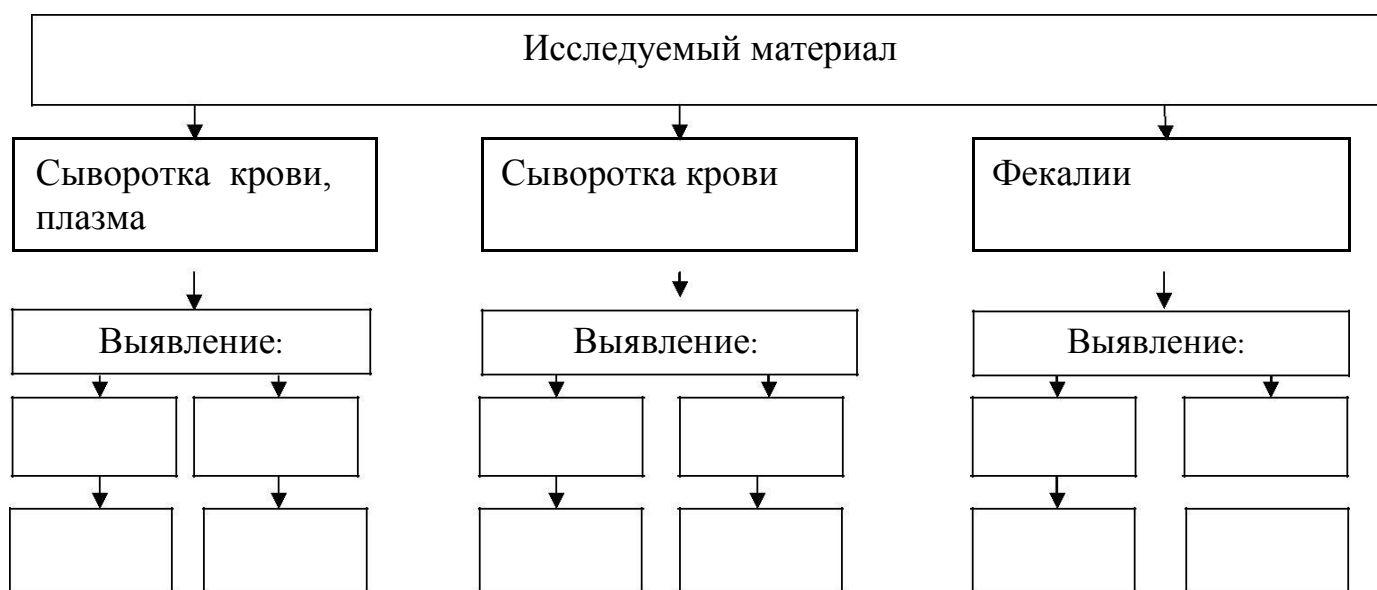 Исследуемый материал
Сыворотка крови,
плазма
Сыворотка крови
Фекалии
Выявление:
Выявление:
Выявление: